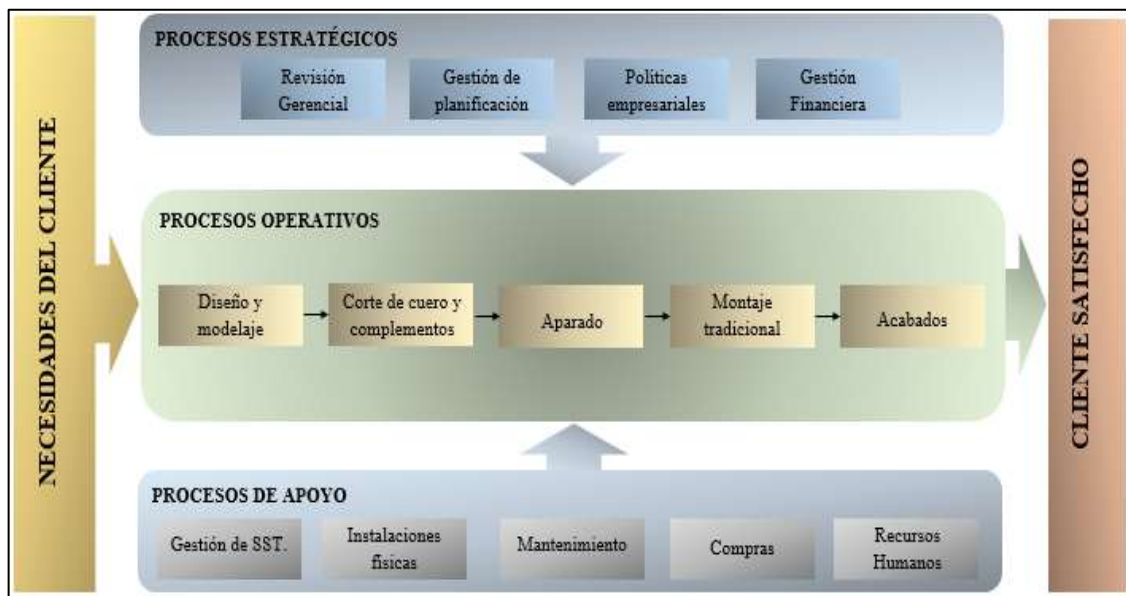 NECESIDADES DEL CLIENTE
PROCESOS ESTRATÉGICOS
Revisión
Gerencial
Gestión de
planificación
Políticas
empresariales
Gestión
Financiera
PROCESOS OPERATIVOS
Diseño y
modelaje
Corte de cuero y
complementos
Aparado
Montaje
tradicional
Acabados
PROCESOS DE APOYO
Gestión de SST.
Instalaciones
físicas
Mantenimiento
Compras
Recursos
Humanos
CLIENTE SATISFECHO